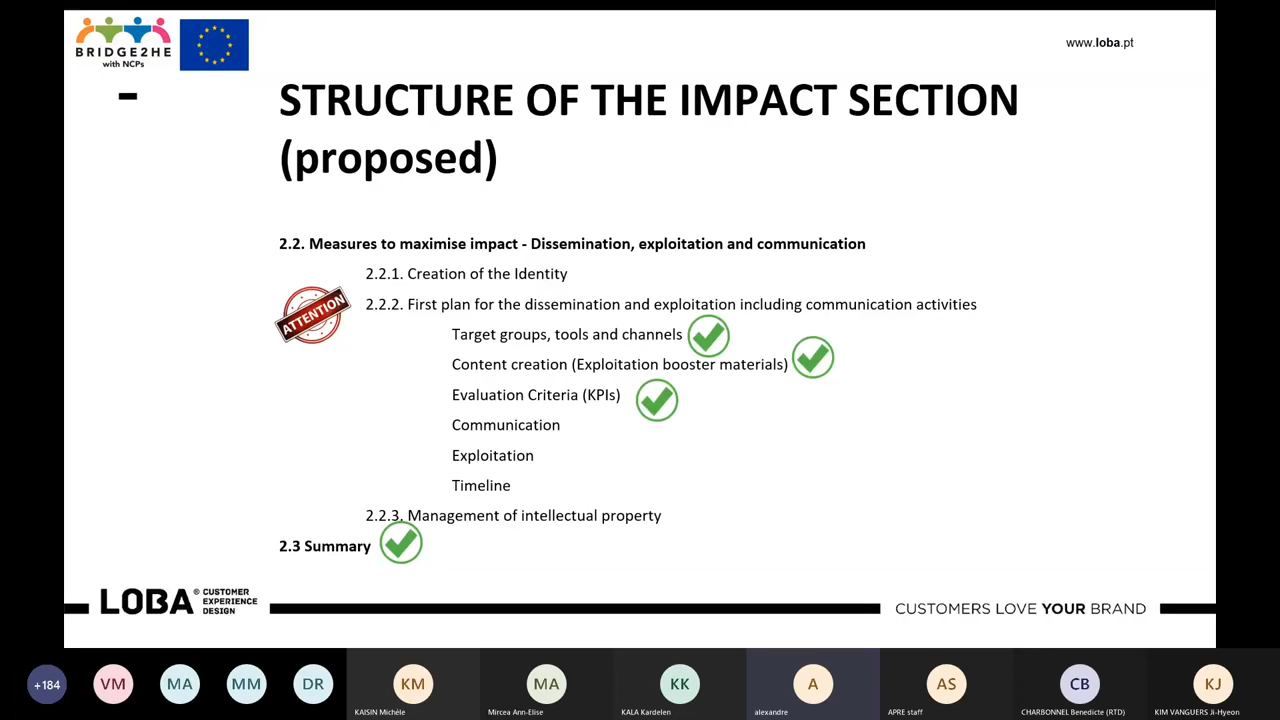 BRIDGE2HE
with NCPs
www.loba.pt
-
STRUCTURE OF THE IMPACT SECTION
(proposed)
2.2. Measures to maximise impact - Dissemination, exploitation and communication
2.2.1. Creation of the Identity
ATTENTION
2.2.2. First plan for the dissemination and exploitation including communication activities
Target groups, tools and channels
Content creation (Exploitation booster materials)
Evaluation Criteria (KPIs)
Communication
Exploitation
Timeline
2.2.3. Management of intellectual property
2.3 Summary
LOBA® CUSTOMER
EXPERIENCE
DESIGN
CUSTOMERS LOVE YOUR BRAND
+184
VM
MA
MM
DR
KM
MA
KK
A
AS
CB
KJ
KAISIN Michèle
Mircea Ann-Elise
KALA Kardelen
alexandre
APRE staff
CHARBONNEL Benedicte (RTD)
KIM VANGUERS Ji-Hyeon